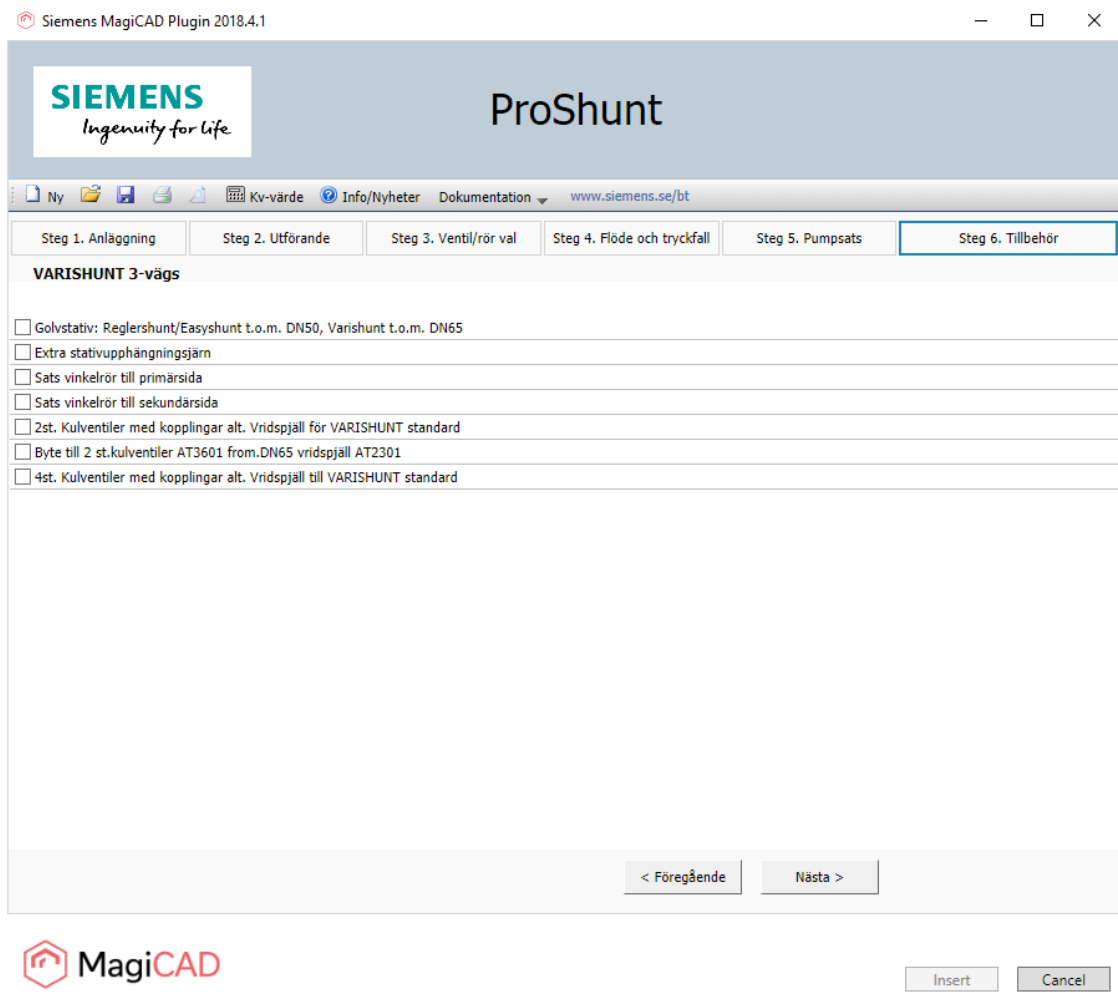 Siemens MagiCAD Plugin 2018.4.1
SIEMENS
Ingenuity for life
ProShunt
Ny Kv-värde Info/Nyheter Dokumentation www.siemens.se/bt
Steg 1. Anläggning Steg 2. Utförande Steg 3. Ventil/rör val Steg 4. Flöde och tryckfall Steg 5. Pumpsats Steg 6. Tillbehör
VARISHUNT 3-vägs
Golvstativ: Reglershunt/Easyshunt t.o.m. DN50, Varishunt t.o.m. DN65
Extra stativupphängningsjärn
Sats vinkelrör till primärsida
Sats vinkelrör till sekundärsida
2st. Kulventiler med kopplingar alt. Vridspjäll för VARISHUNT standard
Byte till 2 st.kulventiler AT3601 from.DN65 vridspjäll AT2301
4st. Kulventiler med kopplingar alt. Vridspjäll till VARISHUNT standard
< Föregående Nästa >
MagiCAD
Insert Cancel